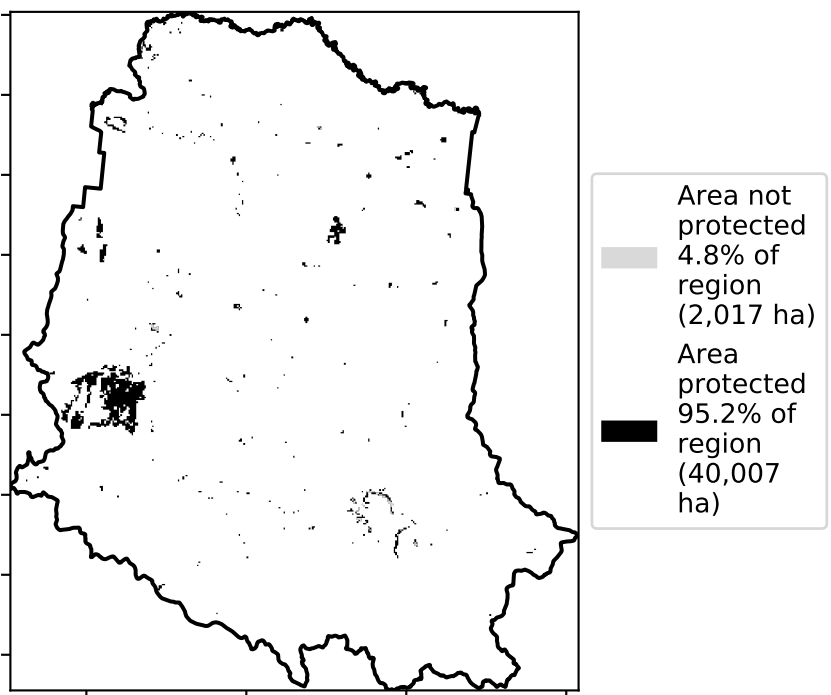 Area not
protected
4.8% of
region
(2,017 ha)
Area
protected
95.2% of
region
(40,007
ha)